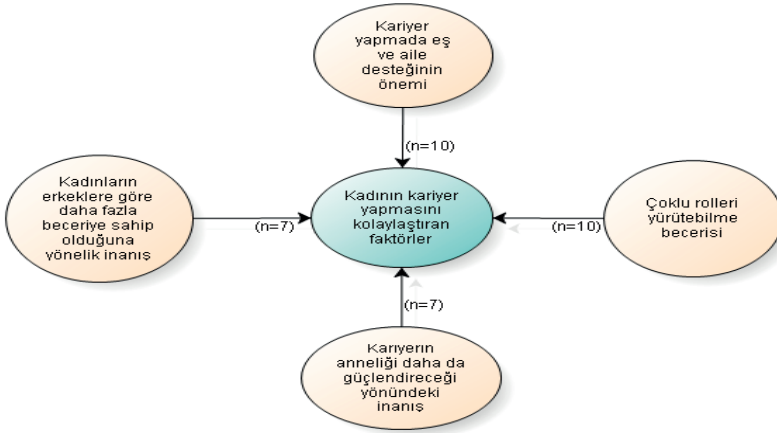 Kariyer
yapmada eş
ve aile
desteğinin
önemi
(n=10)
Kadınların
erkeklere göre
daha fazla
beceriye sahip
olduğuna
yönelik inanış
(n=7)
Kadının kariyer
yapmasını
kolaylaştıran
faktörler
(n=10)
Çoklu rolleri
yürütebilme
becerisi
(n=7)
Kariyerin
anneliği daha da
güçlendireceği
yönündeki
inanış